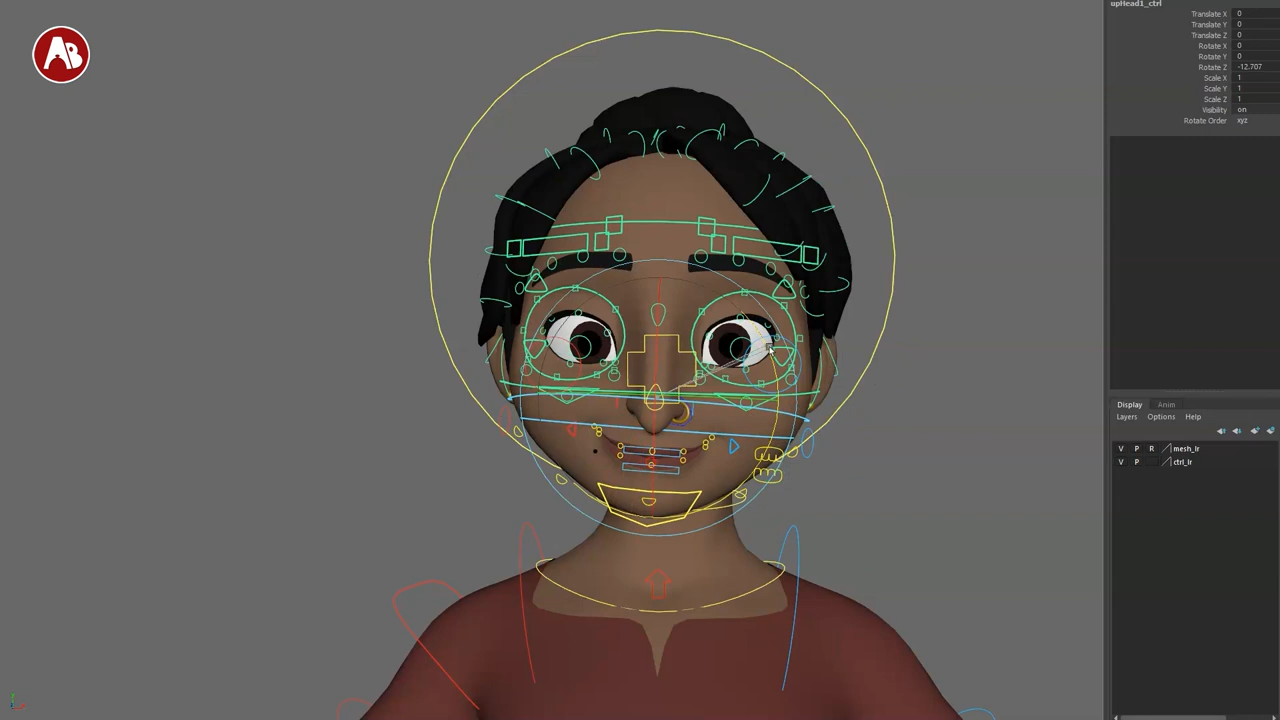 AB
upHead1_ctrl
Translate X 0
Translate Y 0
Translate Z 0
Rotate X 0
Rotate Y 0
Rotate Z -12.707
Scale X 1
Scale Y 1
Scale Z 1
Visibility on
Rotate Order xyz
Display Anim
Layers Options Help
V P R mesh_lr
V P ctrl_lr